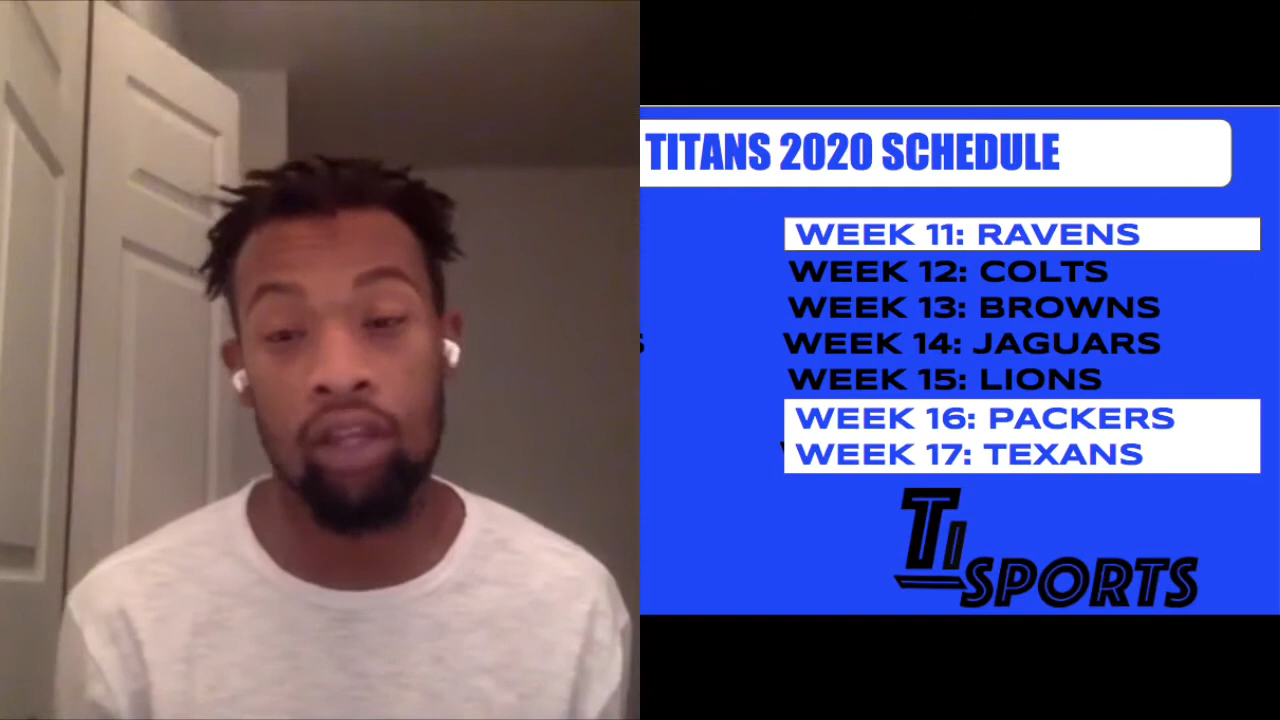 TITANS 2020 SCHEDULE
WEEK 11: RAVENS
WEEK 12: COLTS
WEEK 13: BROWNS
WEEK 14: JAGUARS
WEEK 15: LIONS
WEEK 16: PACKERS
WEEK 17: TEXANS
TI
SPORTS